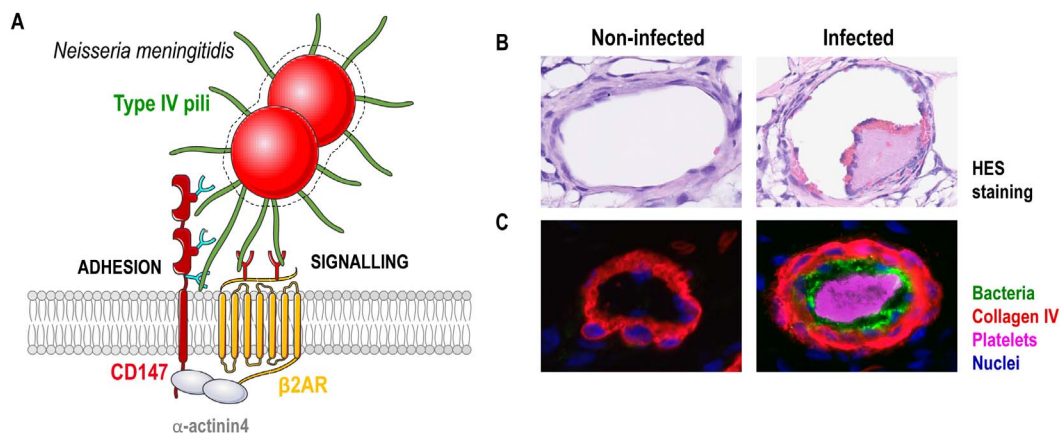 A
Neisseria meningitidis
Type IV pili
ADHESION
SIGNALLING
CD147
β2AR
α-actinin4
B
Non-infected
Infected
HES
staining
C
Bacteria
Collagen IV
Platelets
Nuclei